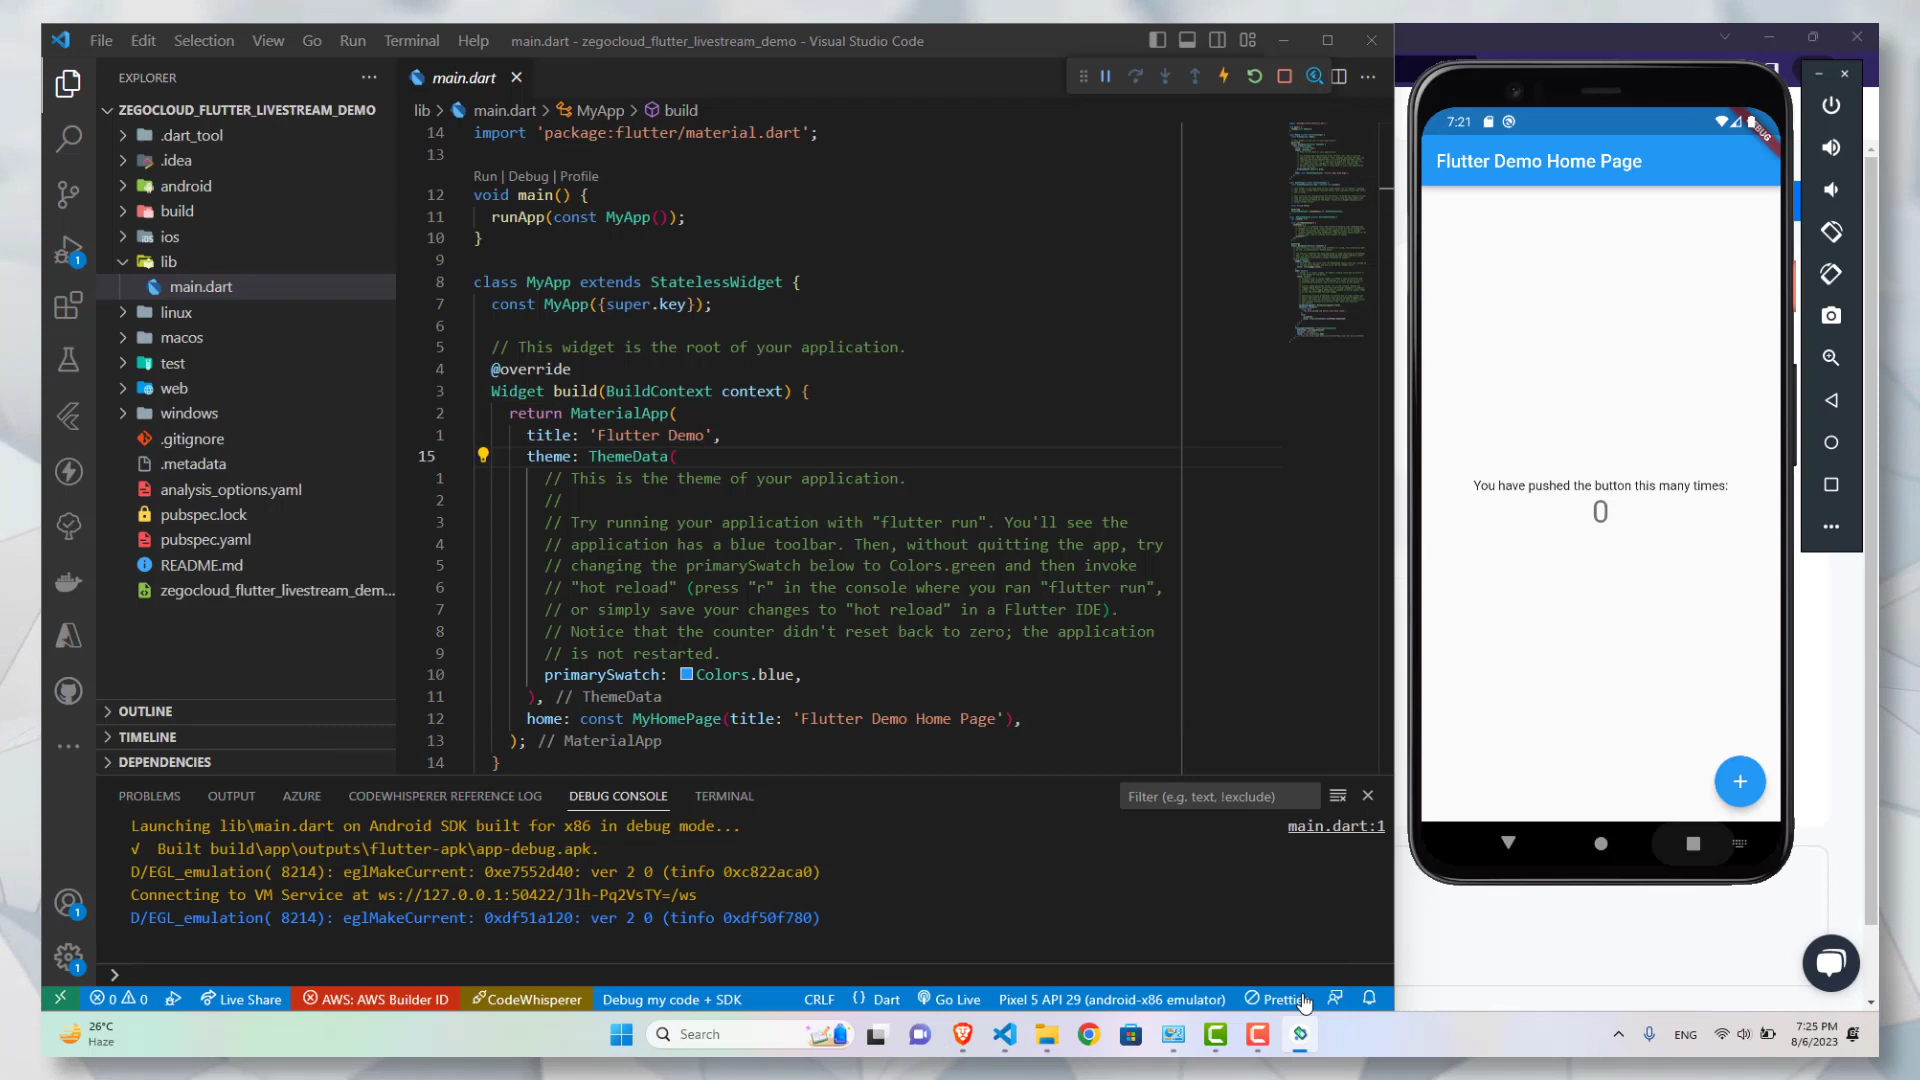 File Edit Selection View Go Run Terminal Help
main.dart - zegocloud_flutter_livestream_demo - Visual Studio Code
EXPLORER
ZEGOCLOUD_FLUTTER_LIVESTREAM_DEMO
.dart_tool
.idea
android
build
ios
lib
main.dart
linux
macos
test
web
windows
.gitignore
.metadata
analysis_options.yaml
pubspec.lock
pubspec.yaml
README.md
zegocloud_flutter_livestream_dem...
OUTLINE
TIMELINE
DEPENDENCIES
1
1
1
main.dart
lib > main.dart > MyApp > build
14 import 'package:flutter/material.dart';
13
Run | Debug | Profile
12 void main() {
11 runApp(const MyApp());
10 }
9
8 class MyApp extends StatelessWidget {
7 const MyApp({super.key});
6
5 // This widget is the root of your application.
4 @override
3 Widget build(BuildContext context) {
2 return MaterialApp(
1 title: 'Flutter Demo',
15 theme: ThemeData(
1 // This is the theme of your application.
2 //
3 // Try running your application with "flutter run". You'll see the
4 // application has a blue toolbar. Then, without quitting the app, try
5 // changing the primarySwatch below to Colors.green and then invoke
6 // "hot reload" (press "r" in the console where you ran "flutter run",
7 // or simply save your changes to "hot reload" in a Flutter IDE).
8 // Notice that the counter didn't reset back to zero; the application
9 // is not restarted.
10 primarySwatch: Colors.blue,
11 ), // ThemeData
12 home: const MyHomePage(title: 'Flutter Demo Home Page'),
13 ); // MaterialApp
14 }
PROBLEMS OUTPUT AZURE CODEWHISPERER REFERENCE LOG DEBUG CONSOLE TERMINAL
Filter (e.g. text, !exclude)
Launching lib\main.dart on Android SDK built for x86 in debug mode...
main.dart:1
√ Built build\app\outputs\flutter-apk\app-debug.apk.
D/EGL_emulation( 8214): eglMakeCurrent: 0xe7552d40: ver 2 0 (tinfo 0xc822aca0)
Connecting to VM Service at ws://127.0.0.1:50422/Jlh-Pq2VsTY=/ws
D/EGL_emulation( 8214): eglMakeCurrent: 0xdf51a120: ver 2 0 (tinfo 0xdf50f780)
0 0 Live Share AWS: AWS Builder ID CodeWhisperer Debug my code + SDK CRLF {} Dart Go Live Pixel 5 API 29 (android-x86 emulator)
7:21
DEBUG
Flutter Demo Home Page
You have pushed the button this many times:
0
26°C
Haze
Search
ENG
7:25 PM
8/6/2023